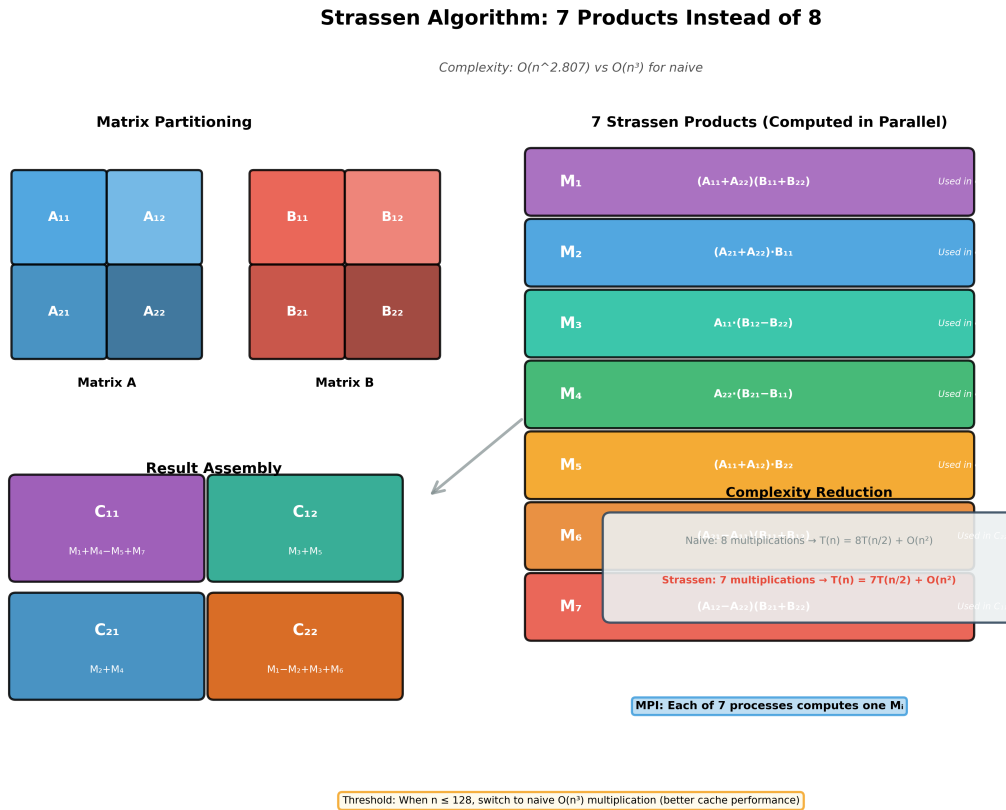 Strassen Algorithm: 7 Products Instead of 8
Complexity: O(n^2.807) vs O(n³) for naive
Matrix Partitioning
A₁₁ A₁₂
A₂₁ A₂₂
Matrix A
B₁₁ B₁₂
B₂₁ B₂₂
Matrix B
7 Strassen Products (Computed in Parallel)
M₁ (A₁₁+A₂₂)(B₁₁+B₂₂) Used in
M₂ (A₂₁+A₂₂)·B₁₁ Used in
M₃ A₁₁·(B₁₂−B₂₂) Used in
M₄ A₂₂·(B₂₁−B₁₁) Used in
M₅ (A₁₁+A₁₂)·B₂₂ Used in
M₆ Used in
M₇ (A₁₂−A₂₂)(B₂₁+B₂₂) Used in
Complexity Reduction
Naive: 8 multiplications → T(n) = 8T(n/2) + O(n²)
Strassen: 7 multiplications → T(n) = 7T(n/2) + O(n²)
Result Assembly
C₁₁
M₁+M₄−M₅+M₇
C₁₂
M₃+M₅
C₂₁
M₂+M₄
C₂₂
M₁−M₂+M₃+M₆
MPI: Each of 7 processes computes one Mᵢ
Threshold: When n ≤ 128, switch to naive O(n³) multiplication (better cache performance)